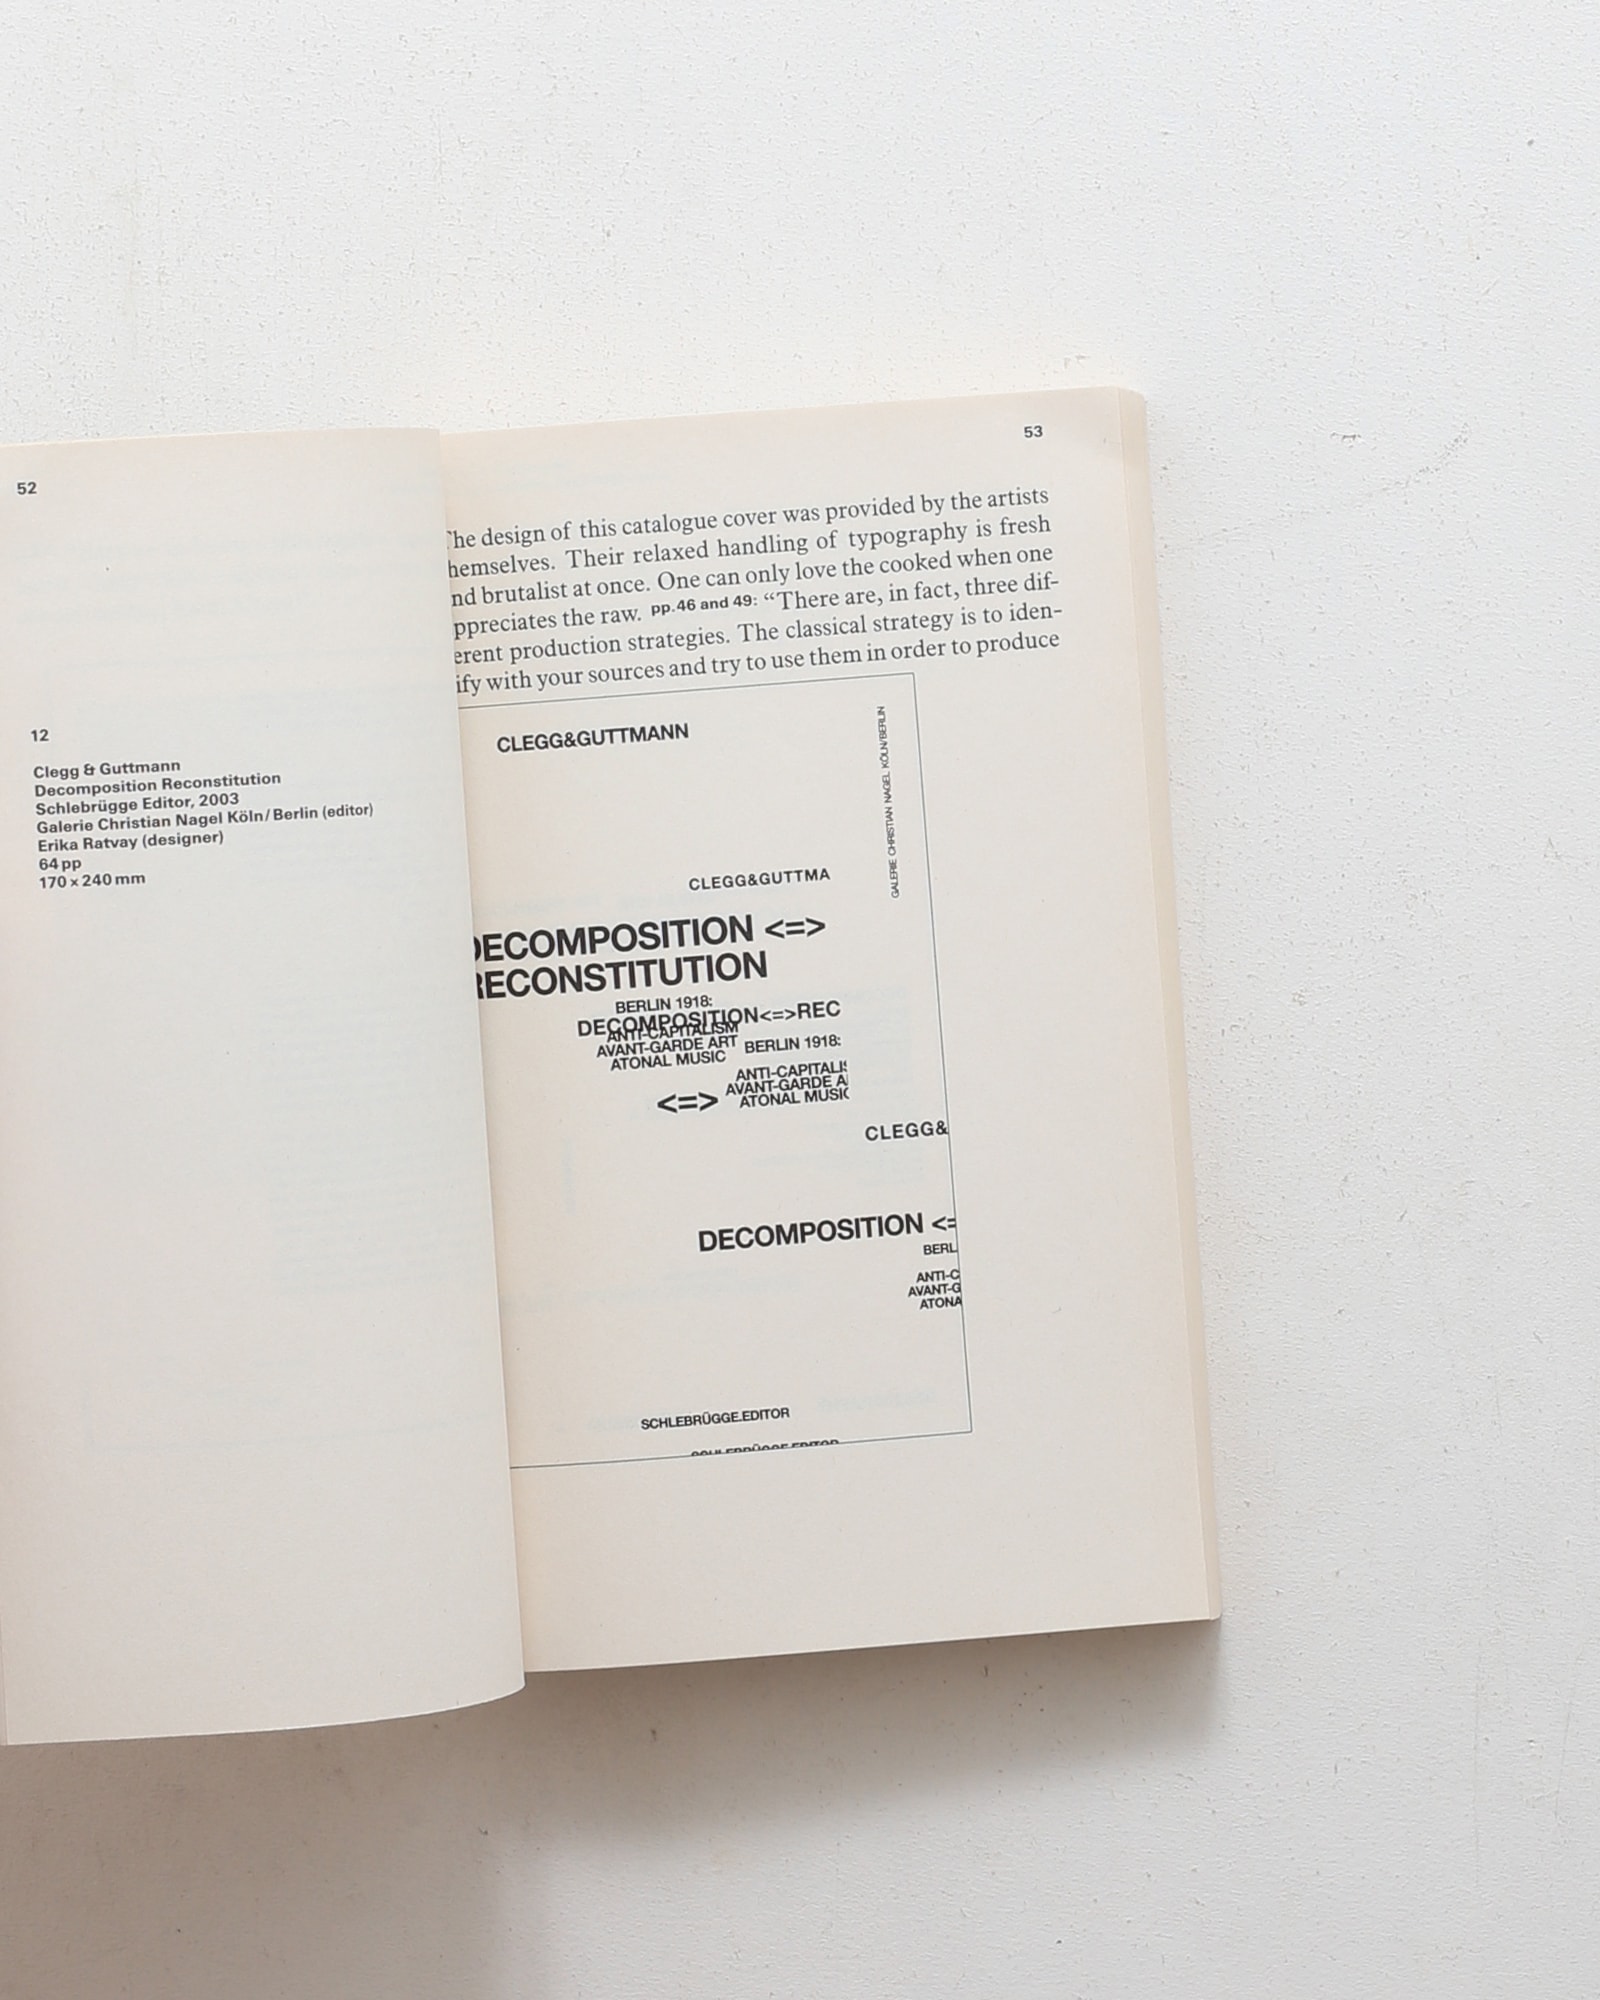 52
12
Clegg & Guttmann
Decomposition Reconstitution
Schlebrügge Editor, 2003
Galerie Christian Nagel Köln/Berlin (editor)
Erika Ratvay (designer)
64 pp
170 × 240 mm
53
The design of this catalogue cover was provided by the artists
hemselves. Their relaxed handling of typography is fresh
nd brutalist at once. One can only love the cooked when one
ppreciates the raw. pp.46 and 49: “There are, in fact, three dif-
erent production strategies. The classical strategy is to iden-
ify with your sources and try to use them in order to produce
CLEGG&GUTTMANN
GALERIE CHRISTIAN NAGEL KÖLN/BERLIN
CLEGG&GUTTMA
DECOMPOSITION <=>
RECONSTITUTION
BERLIN 1918:
DECOMPOSITION<=>REC
ANTI-CAPITALISM
AVANT-GARDE ART
ATONAL MUSIC
BERLIN 1918:
ANTI-CAPITALIS
AVANT-GARDE A
ATONAL MUSIC
<=>
CLEGG&
DECOMPOSITION <=
BERL
ANTI-C
AVANT-G
ATONA
SCHLEBRÜGGE.EDITOR
SCHLEBRÜGGE.EDITOR